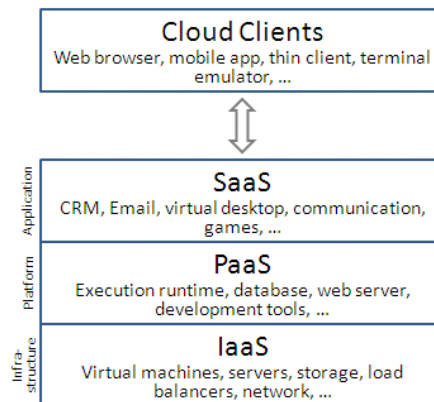 Cloud Clients
Web browser, mobile app, thin client, terminal
emulator, ...
Application
SaaS
CRM, Email, virtual desktop, communication,
games, ...
Platform
PaaS
Execution runtime, database, web server,
development tools, ...
Infra-
structure
IaaS
Virtual machines, servers, storage, load
balancers, network, ...